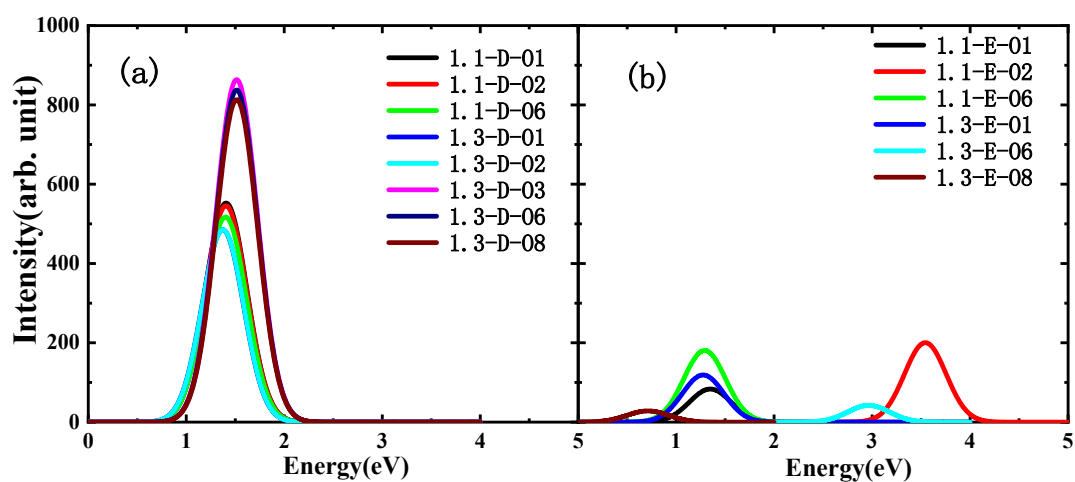 1000
800
600
400
200
0
Intensity(arb. unit)
(a)
1.1-D-01
1.1-D-02
1.1-D-06
1.3-D-01
1.3-D-02
1.3-D-03
1.3-D-06
1.3-D-08
0 1 2 3 4 5
Energy(eV)
(b)
1.1-E-01
1.1-E-02
1.1-E-06
1.3-E-01
1.3-E-06
1.3-E-08
1 2 3 4 5
Energy(eV)